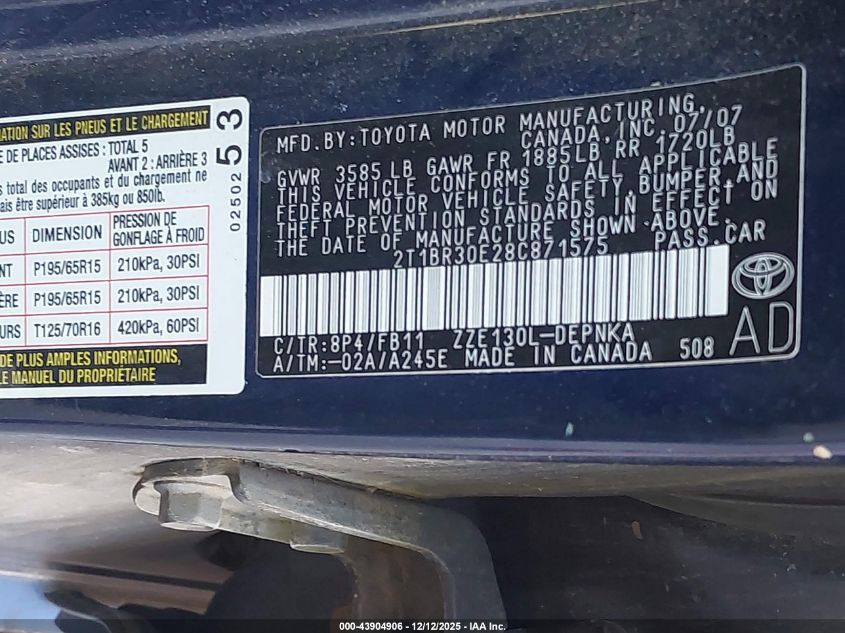 ATION SUR LES PNEUS ET LE CHARGEMENT
E DE PLACES ASSISES : TOTAL 5
AVANT 2 : ARRIÈRE 3
s total des occupants et du chargement ne
ais être supérieur à 385kg ou 850lb.
US DIMENSION PRESSION DE GONFLAGE À FROID
NT P195/65R15 210kPa, 30PSI
ÈRE P195/65R15 210kPa, 30PSI
URS T125/70R16 420kPa, 60PSI
DE PLUS AMPLES INFORMATIONS,
LE MANUEL DU PROPRIÉTAIRE
0250253
MFD.BY:TOYOTA MOTOR MANUFACTURING,
CANADA, INC. 07/07
GVWR 3585 LB GAWR FR 1885LB RR 1720LB
THIS VEHICLE CONFORMS TO ALL APPLICABLE
FEDERAL MOTOR VEHICLE SAFETY, BUMPER AND
THEFT PREVENTION STANDARDS IN EFFECT ON
THE DATE OF MANUFACTURE SHOWN ABOVE.
2T1BR30E28C871575 PASS.CAR
C/TR:8P4/FB11 ZZE130L-DEPNKA
A/TM:-02A/A245E MADE IN CANADA 508
AD
000-43904906 - 12/12/2025 - IAA Inc.